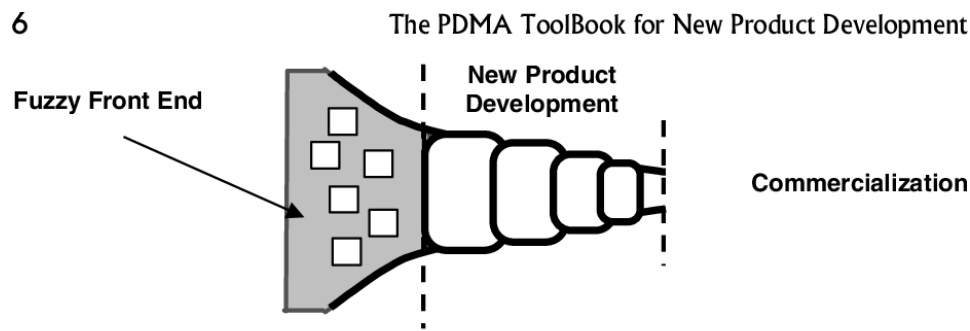 6
The PDMA ToolBook for New Product Development
Fuzzy Front End
New Product
Development
Commercialization